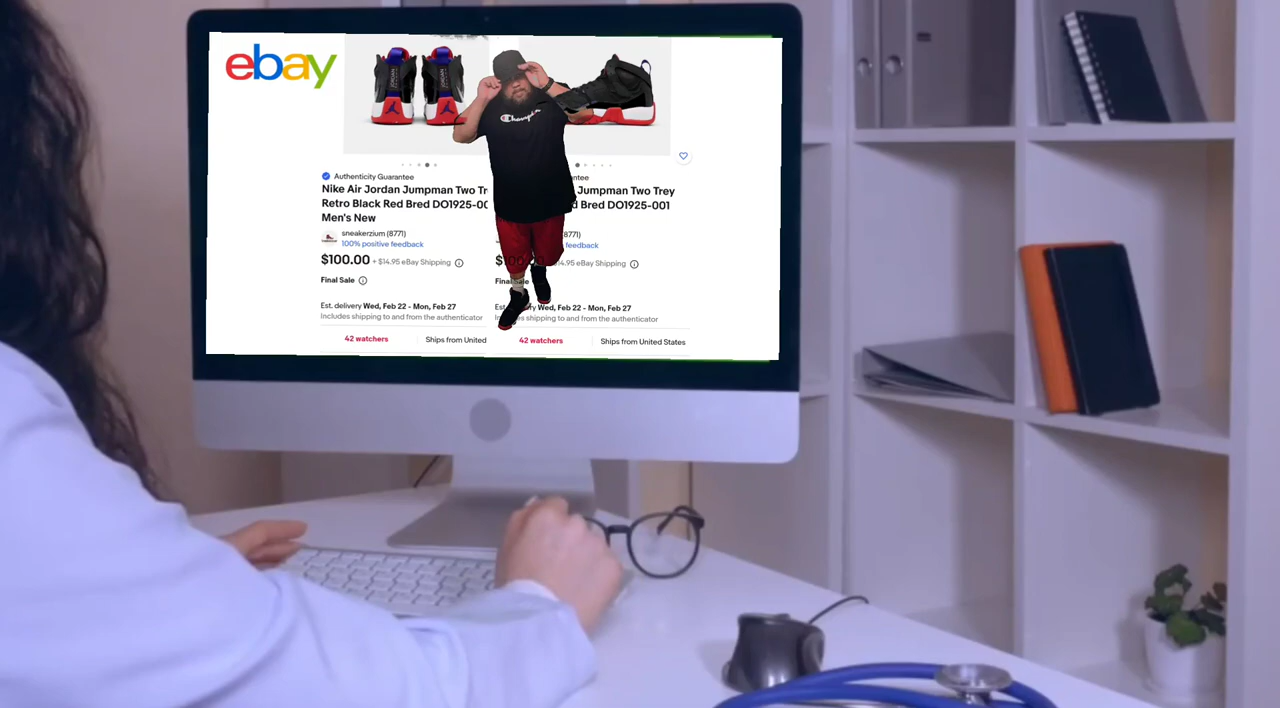 ebay
Authenticity Guarantee
Nike Air Jordan Jumpman Two Tr
Retro Black Red Bred DO1925-00
Men's New
sneakerzium (8771)
100% positive feedback
$100.00 + $14.95 eBay Shipping
Final Sale
Est. delivery Wed, Feb 22 - Mon, Feb 27
Includes shipping to and from the authenticator
42 watchers
Ships from United
Champion
Jumpman Two Trey
Bred DO1925-001
8771)
feedback
4.95 eBay Shipping
Final Sale
Wed, Feb 22 - Mon, Feb 27
shipping to and from the authenticator
42 watchers
Ships from United States